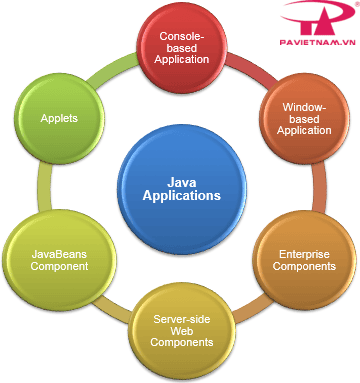 PAVIETNAM.VN
Console-
based
Application
Window-
based
Application
Enterprise
Components
Server-side
Web
Components
JavaBeans
Component
Applets
Java
Applications